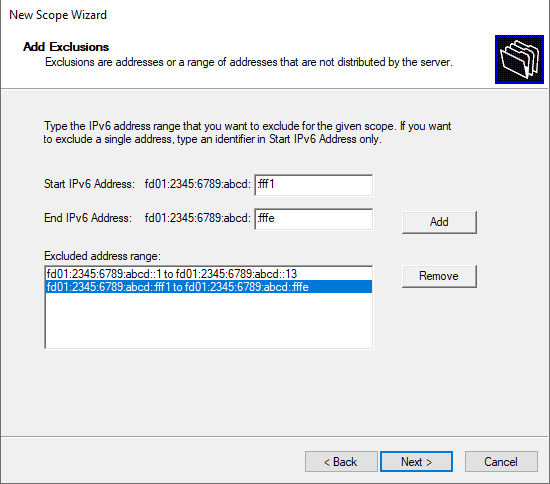 New Scope Wizard
Add Exclusions
Exclusions are addresses or a range of addresses that are not distributed by the server.
Type the IPv6 address range that you want to exclude for the given scope. If you want
to exclude a single address, type an identifier in Start IPv6 Address only.
Start IPv6 Address: fd01:2345:6789:abcd: :fff1
End IPv6 Address: fd01:2345:6789:abcd: :fffe
Add
Excluded address range:
fd01:2345:6789:abcd::1 to fd01:2345:6789:abcd::13
Remove
fd01:2345:6789:abcd::fff1 to fd01:2345:6789:abcd::fffe
< Back
Next >
Cancel